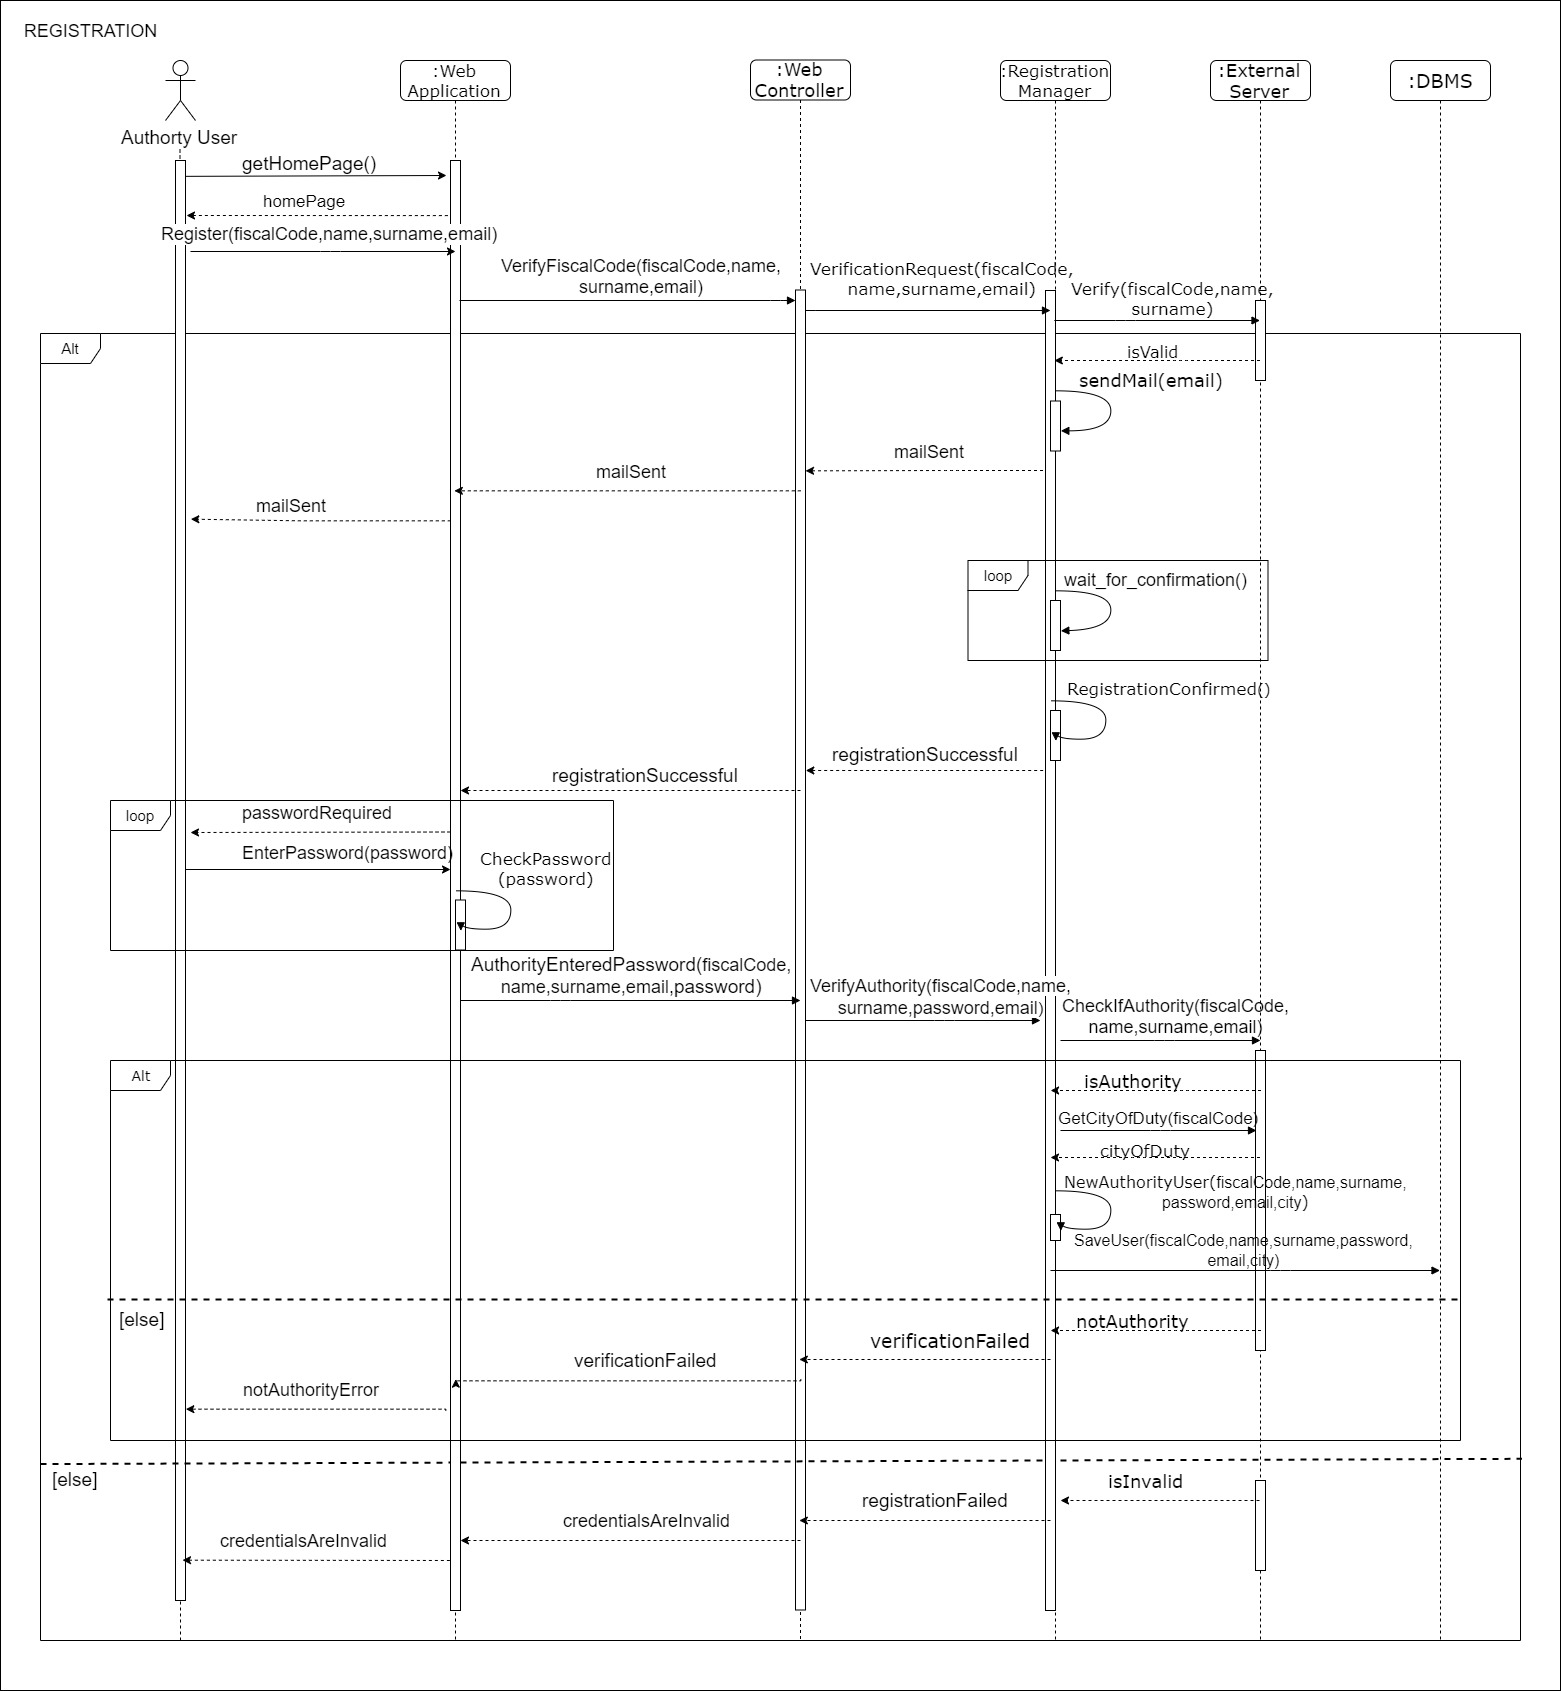 REGISTRATION
:Web
Application
:Web
Controller
:Registration
Manager
:External
Server
:DBMS
Authorty User
getHomePage()
homePage
Register(fiscalCode,name,surname,email)
VerifyFiscalCode(fiscalCode,name,
surname,email)
VerificationRequest(fiscalCode,
name,surname,email)
Verify(fiscalCode,name,
surname)
Alt
isValid
sendMail(email)
mailSent
mailSent
mailSent
loop
wait_for_confirmation()
RegistrationConfirmed()
registrationSuccessful
registrationSuccessful
loop
passwordRequired
EnterPassword(password)
CheckPassword
(password)
AuthorityEnteredPassword(fiscalCode,
name,surname,email,password)
VerifyAuthority(fiscalCode,name,
surname,password,email)
CheckIfAuthority(fiscalCode,
name,surname,email)
Alt
isAuthority
GetCityOfDuty(fiscalCode)
cityOfDuty
NewAuthorityUser(fiscalCode,name,surname,
password,email,city)
SaveUser(fiscalCode,name,surname,password,
email,city)
[else]
notAuthority
verificationFailed
verificationFailed
notAuthorityError
[else]
isInvalid
registrationFailed
credentialsAreInvalid
credentialsAreInvalid